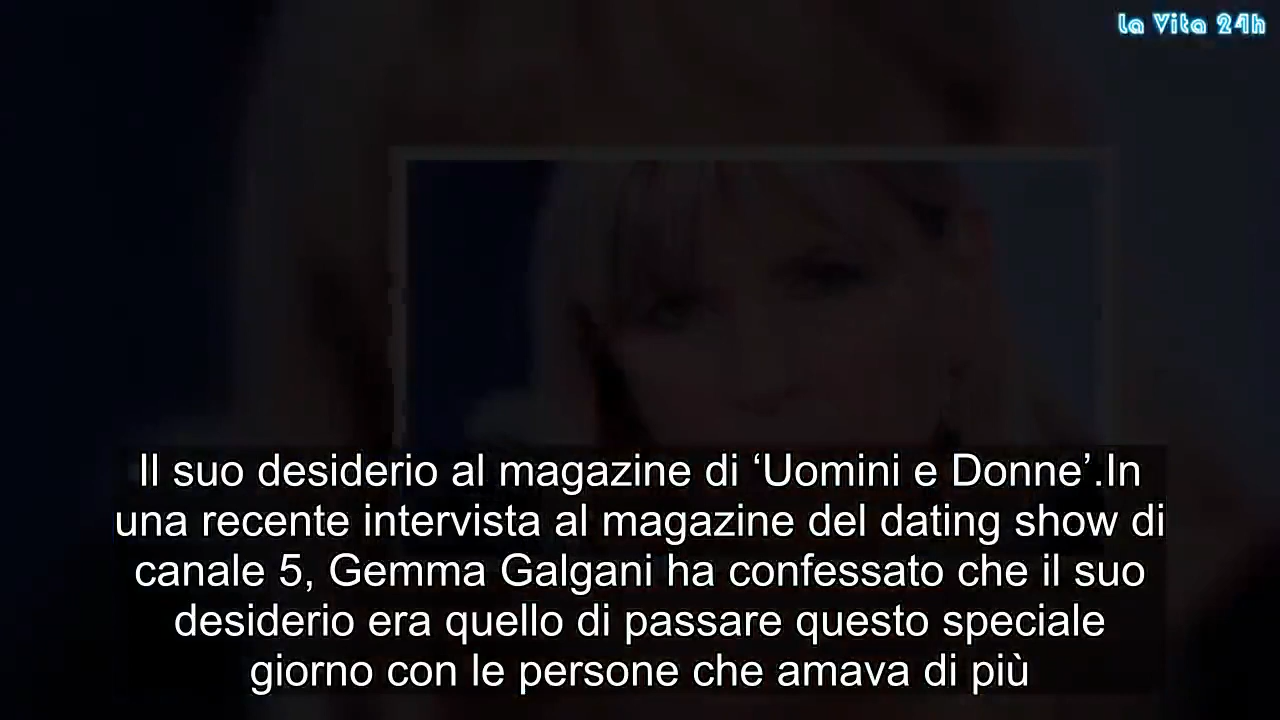 La Vita 24h
Il suo desiderio al magazine di ‘Uomini e Donne’.In
una recente intervista al magazine del dating show di
canale 5, Gemma Galgani ha confessato che il suo
desiderio era quello di passare questo speciale
giorno con le persone che amava di più